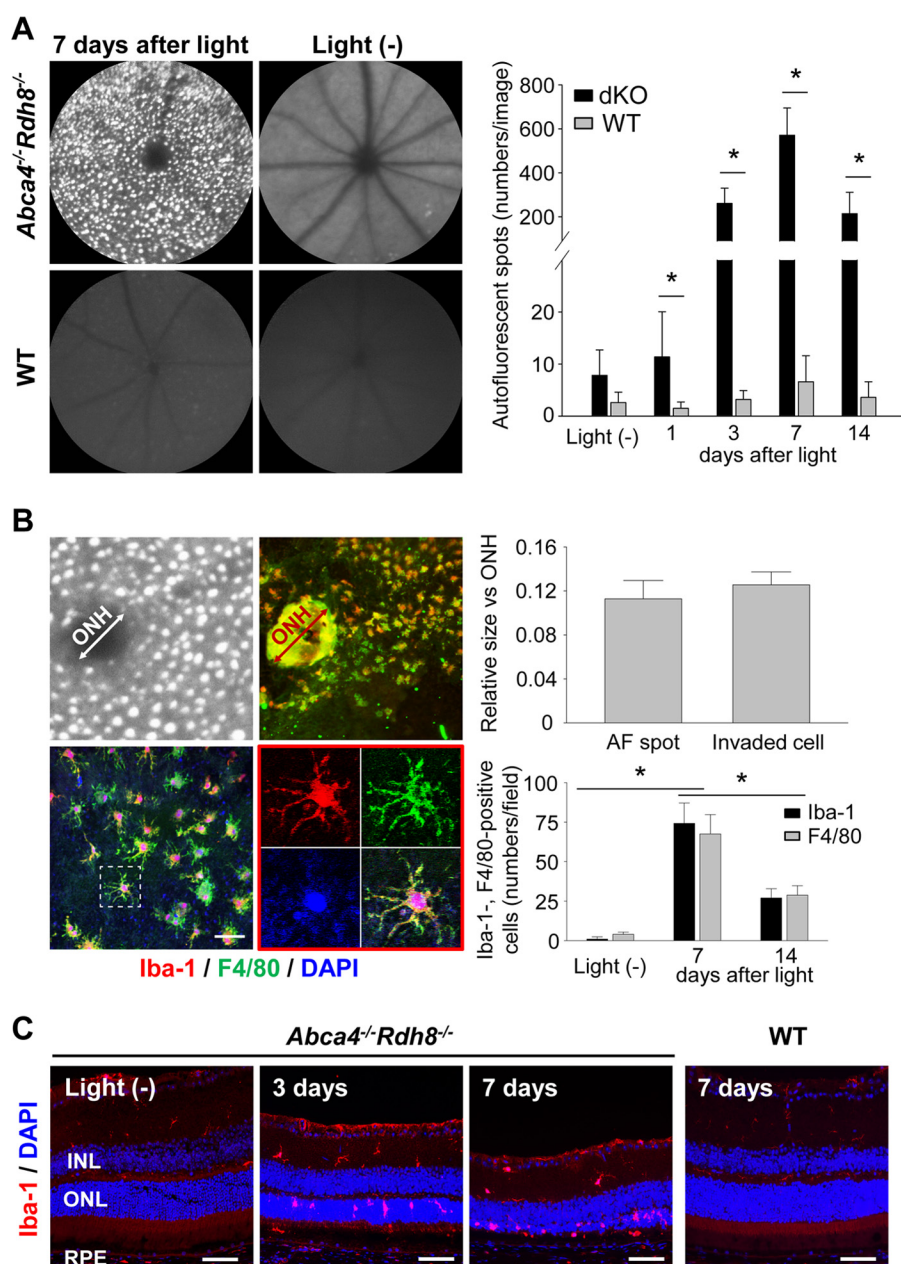 A
7 days after light
Light (-)
Abca4-/-Rdh8-/-
WT
Autofluorescent spots (numbers/image)
800
600
400
200
20
10
0
dKO
WT
*
*
*
*
Light (-)
1
3
7
14
days after light
B
ONH
ONH
Iba-1 / F4/80 / DAPI
Relative size vs ONH
0.16
0.12
0.08
0.04
0
AF spot
Invaded cell
Iba-1-, F4/80-positive
cells (numbers/field)
100
75
50
25
0
*
*
Iba-1
F4/80
Light (-)
7
14
days after light
C
Abca4-/-Rdh8-/-
WT
Iba-1 / DAPI
Light (-)
3 days
7 days
7 days
INL
ONL
RPE